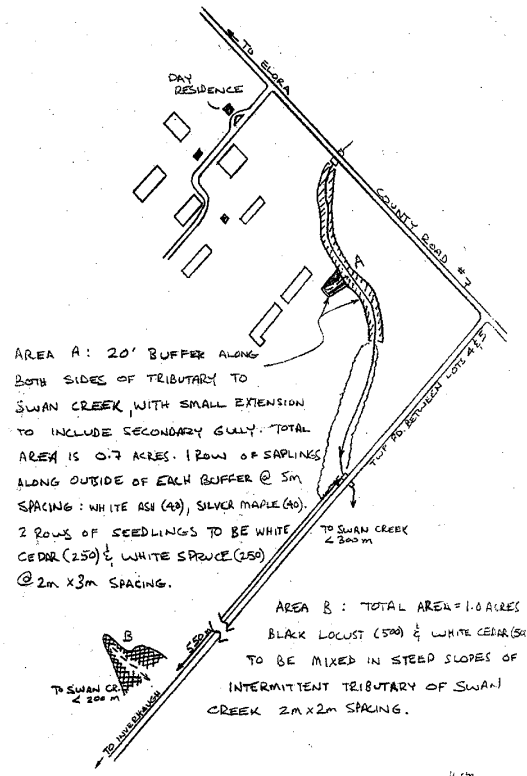 TO ELORA
DAY
RESIDENCE
COUNTY ROAD #7
A
AREA A: 20' BUFFER ALONG
BOTH SIDES OF TRIBUTARY TO
SWAN CREEK, WITH SMALL EXTENSION
TO INCLUDE SECONDARY GULLY. TOTAL
AREA IS 0.7 ACRES. 1 ROW OF SAPLINGS
ALONG OUTSIDE OF EACH BUFFER @ 5m
SPACING: WHITE ASH (40), SILVER MAPLE (40).
2 ROWS OF SEEDLINGS TO BE WHITE
CEDAR (250) & WHITE SPRUCE (250)
@ 2m X 3m SPACING.
TWP RD. BETWEEN LOTS 4 & 5
TO SWAN CREEK
< 300 m
AREA B: TOTAL AREA = 1.0 ACRES
BLACK LOCUST (500) & WHITE CEDAR (50
TO BE MIXED IN STEEP SLOPES OF
INTERMITTENT TRIBUTARY OF SWAN
CREEK 2m x 2m SPACING.
550 m
B
TO SWAN CR.
< 200 m
TO INVERHAUGH